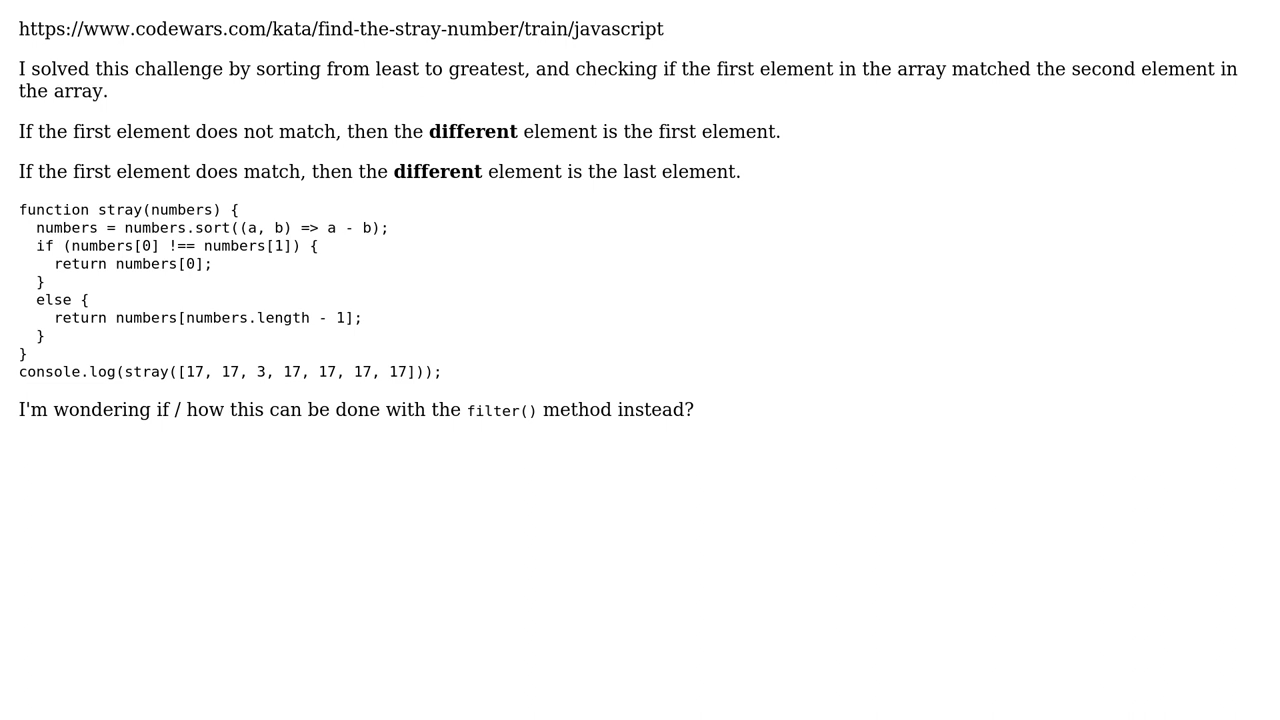 https://www.codewars.com/kata/find-the-stray-number/train/javascript
I solved this challenge by sorting from least to greatest, and checking if the first element in the array matched the second element in
the array.
If the first element does not match, then the different element is the first element.
If the first element does match, then the different element is the last element.
function stray(numbers) {
  numbers = numbers.sort((a, b) => a - b);
  if (numbers[0] !== numbers[1]) {
    return numbers[0];
  }
  else {
    return numbers[numbers.length - 1];
  }
}
console.log(stray([17, 17, 3, 17, 17, 17, 17]));
I'm wondering if / how this can be done with the filter() method instead?